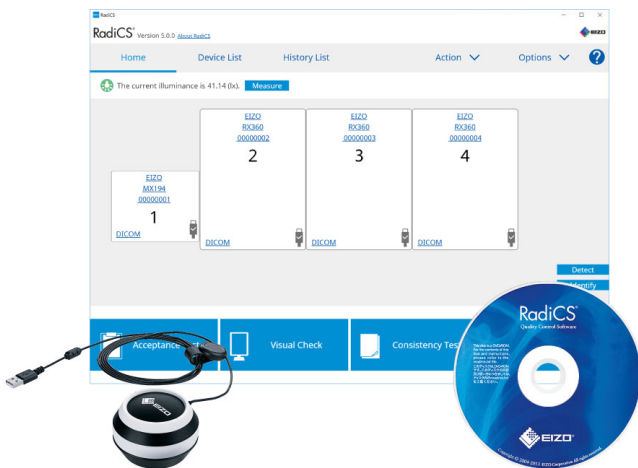 RadiCS
RadiCS® Version 5.0.0 About RadiCS
EIZO
Home Device List History List Action Options ?
The current illuminance is 41.14 (lx). Measure
EIZO
MX194
00000001
1
DICOM
EIZO
RX360
00000002
2
DICOM
EIZO
RX360
00000003
3
DICOM
EIZO
RX360
00000004
4
DICOM
Detect
Identify
Acceptance
Visual Check
Consistency Test
EIZO
RadiCS®
Quality Control Software
EIZO